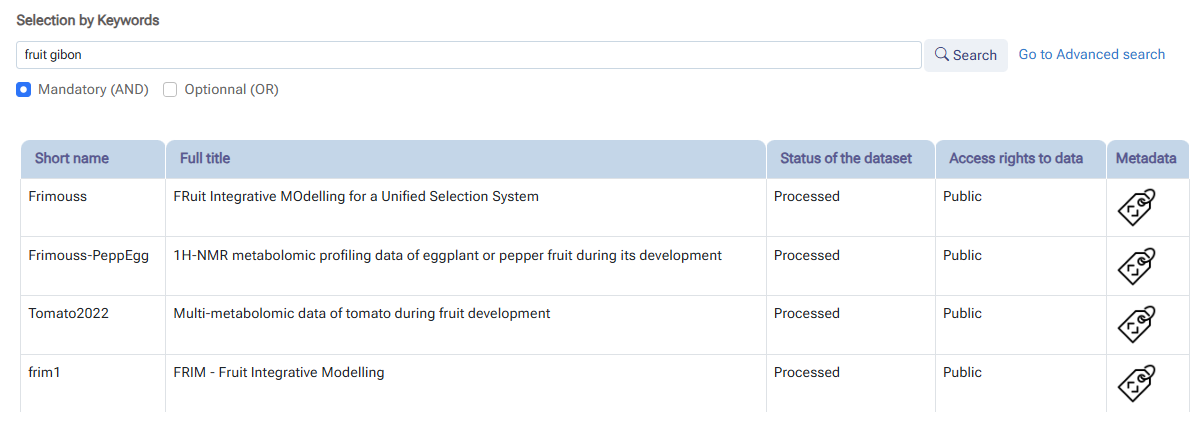 Selection by Keywords
fruit gibon
Search
Go to Advanced search
Mandatory (AND) Optionnal (OR)
Short name Full title Status of the dataset Access rights to data Metadata
Frimouss FRuit Integrative MOdelling for a Unified Selection System Processed Public
Frimouss-PeppEgg 1H-NMR metabolomic profiling data of eggplant or pepper fruit during its development Processed Public
Tomato2022 Multi-metabolomic data of tomato during fruit development Processed Public
frim1 FRIM - Fruit Integrative Modelling Processed Public